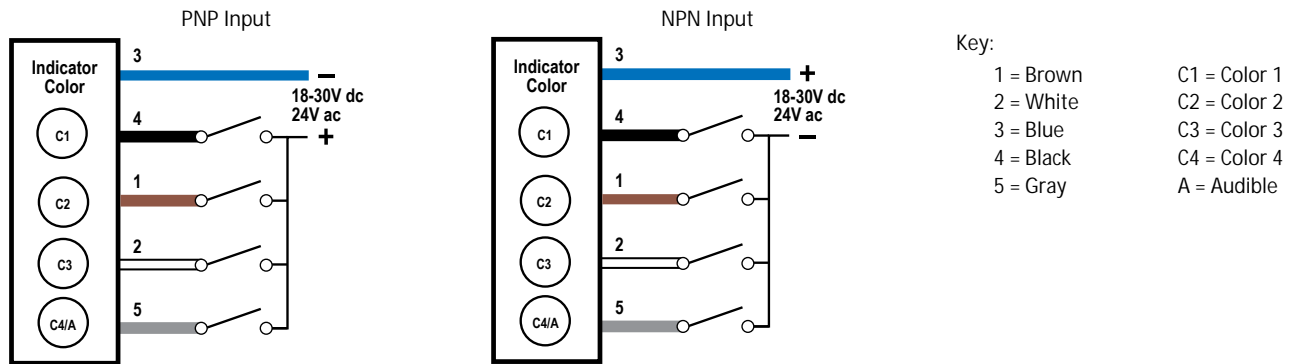 PNP Input
Indicator
Color
3
−
18-30V dc
24V ac
4
+
C1
1
C2
2
C3
5
C4/A
NPN Input
Indicator
Color
3
+
18-30V dc
24V ac
4
−
C1
1
C2
2
C3
5
C4/A
Key:
1 = Brown C1 = Color 1
2 = White C2 = Color 2
3 = Blue C3 = Color 3
4 = Black C4 = Color 4
5 = Gray A = Audible